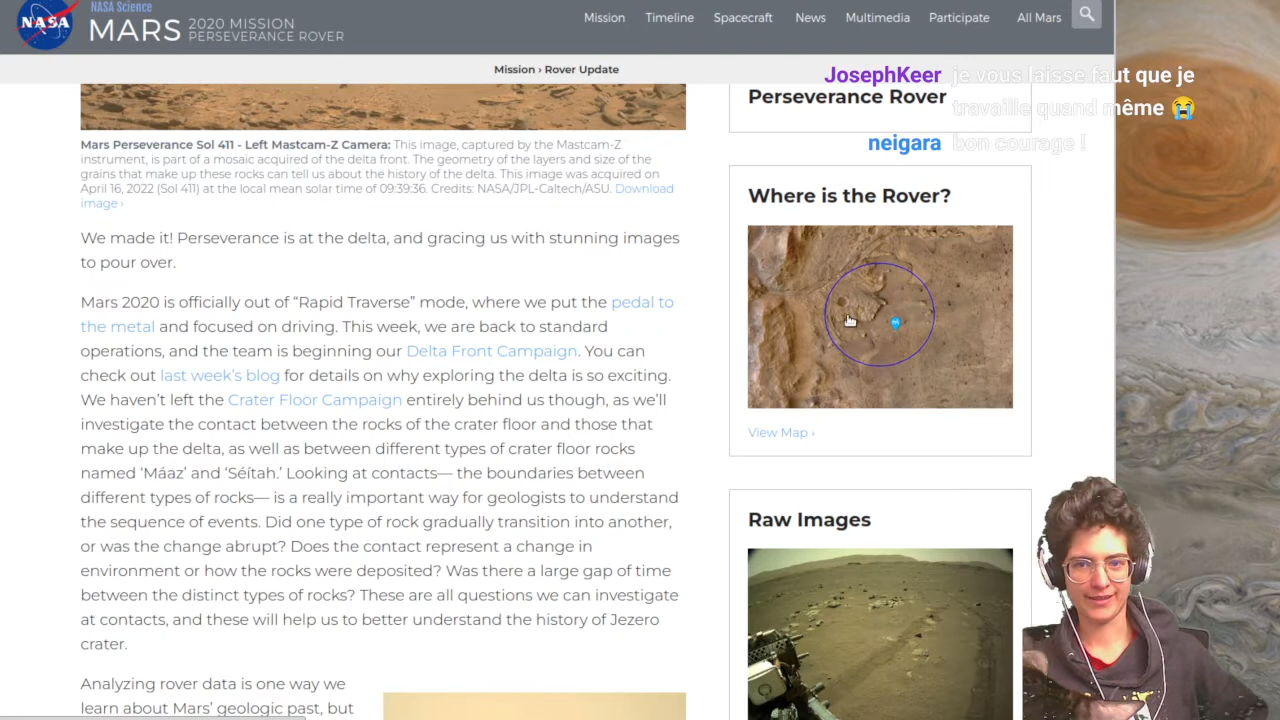 NASA
NASA Science
MARS
2020 MISSION
PERSEVERANCE ROVER
Mission
Timeline
Spacecraft
News
Multimedia
Participate
All Mars
Mission › Rover Update
JosephKeer je vous laisse faut que je
travaille quand même 😭
neigara bon courage !
Mars Perseverance Sol 411 - Left Mastcam-Z Camera: This image, captured by the Mastcam-Z
instrument, is part of a mosaic acquired of the delta front. The geometry of the layers and size of the
grains that make up these rocks can tell us about the history of the delta. This image was acquired on
April 16, 2022 (Sol 411) at the local mean solar time of 09:39:36. Credits: NASA/JPL-Caltech/ASU. Download
image ›
We made it! Perseverance is at the delta, and gracing us with stunning images
to pour over.
Mars 2020 is officially out of “Rapid Traverse” mode, where we put the pedal to
the metal and focused on driving. This week, we are back to standard
operations, and the team is beginning our Delta Front Campaign. You can
check out last week’s blog for details on why exploring the delta is so exciting.
We haven’t left the Crater Floor Campaign entirely behind us though, as we’ll
investigate the contact between the rocks of the crater floor and those that
make up the delta, as well as between different types of crater floor rocks
named ‘Máaz’ and ‘Séítah.’ Looking at contacts— the boundaries between
different types of rocks— is a really important way for geologists to understand
the sequence of events. Did one type of rock gradually transition into another,
or was the change abrupt? Does the contact represent a change in
environment or how the rocks were deposited? Was there a large gap of time
between the distinct types of rocks? These are all questions we can investigate
at contacts, and these will help us to better understand the history of Jezero
crater.
Analyzing rover data is one way we
learn about Mars’ geologic past, but
Perseverance Rover
Where is the Rover?
View Map ›
Raw Images